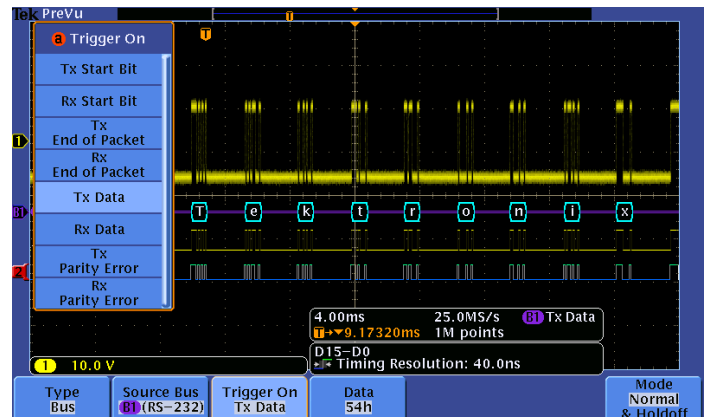 Tek PreVu
T
a Trigger On
T
Tx Start Bit
Rx Start Bit
Tx
End of Packet
Rx
End of Packet
Tx Data
Rx Data
Tx
Parity Error
Rx
Parity Error
1
B1
T e k t r o n i x
2
4.00ms 25.0MS/s B1 Tx Data
T→▼9.17320ms 1M points
D15-D0
Timing Resolution: 40.0ns
1 10.0 V
Type
Bus
Source Bus
B1 (RS-232)
Trigger On
Tx Data
Data
54h
Mode
Normal
& Holdoff